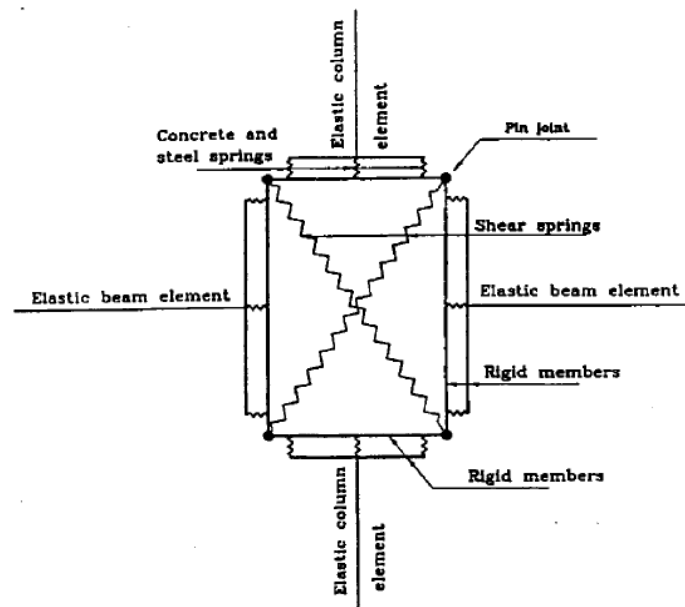 Elastic column
element
Concrete and
steel springs
Pin joint
Shear springs
Elastic beam element
Elastic beam element
Rigid members
Rigid members
Elastic column
element